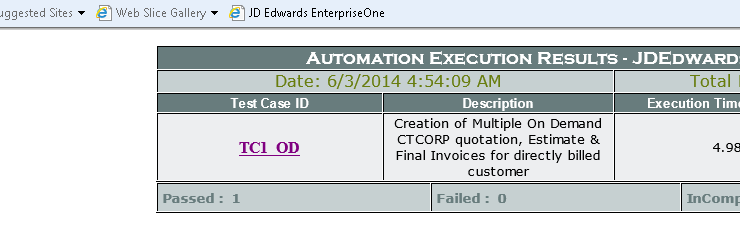 uggested Sites Web Slice Gallery JD Edwards EnterpriseOne
AUTOMATION EXECUTION RESULTS - JDEDWARD
Date: 6/3/2014 4:54:09 AM Total
Test Case ID Description Execution Time
TC1_OD
Creation of Multiple On Demand
CTCORP quotation, Estimate &
Final Invoices for directly billed
customer
4.98
Passed : 1 Failed : 0 InComp